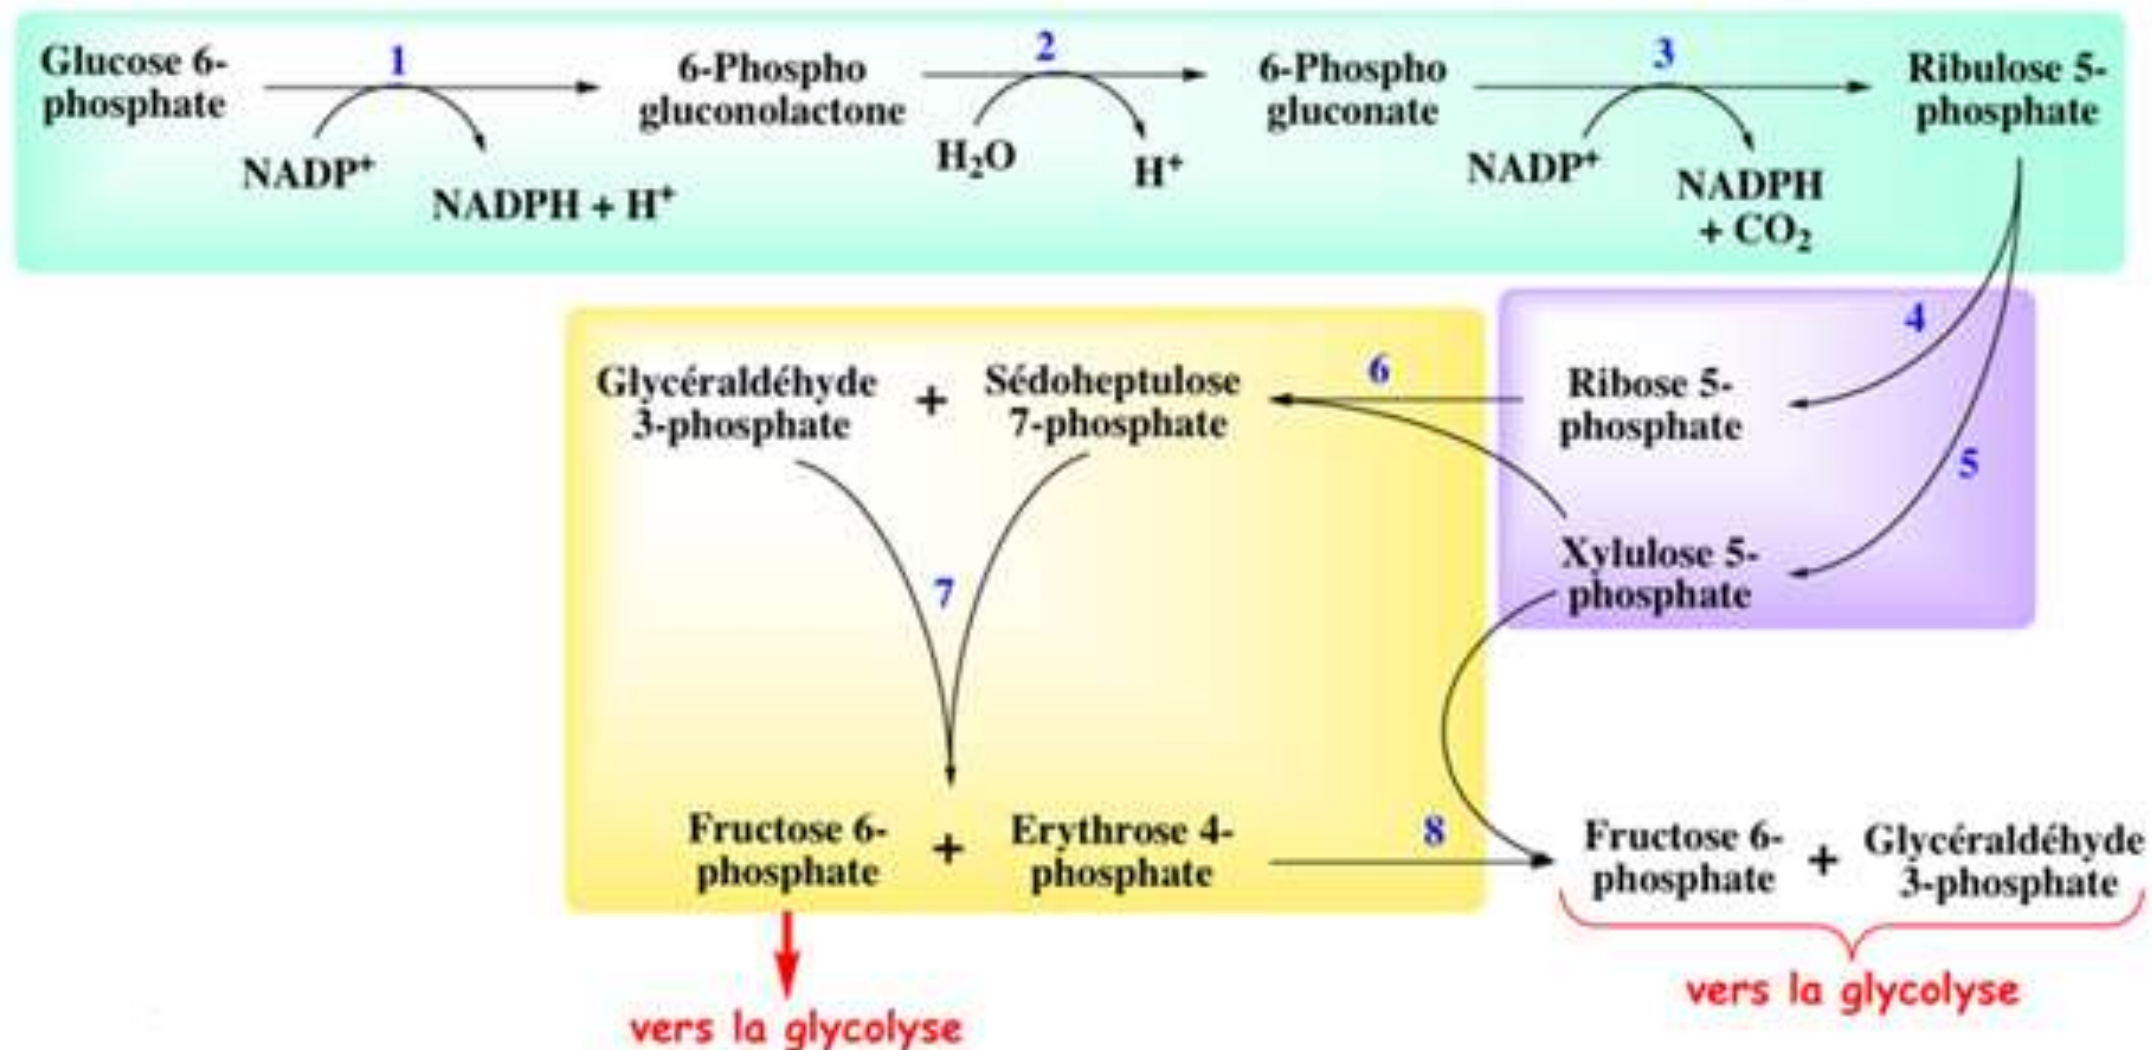 Glucose 6-
phosphate
1
NADP⁺
NADPH + H⁺
6-Phospho
gluconolactone
2
H₂O
H⁺
6-Phospho
gluconate
3
NADP⁺
NADPH
+ CO₂
Ribulose 5-
phosphate
4
5
Ribose 5-
phosphate
Xylulose 5-
phosphate
6
Glycéraldéhyde
3-phosphate
+
Sédoheptulose
7-phosphate
7
Fructose 6-
phosphate
+
Erythrose 4-
phosphate
8
Fructose 6-
phosphate
+
Glycéraldéhyde
3-phosphate
vers la glycolyse
vers la glycolyse